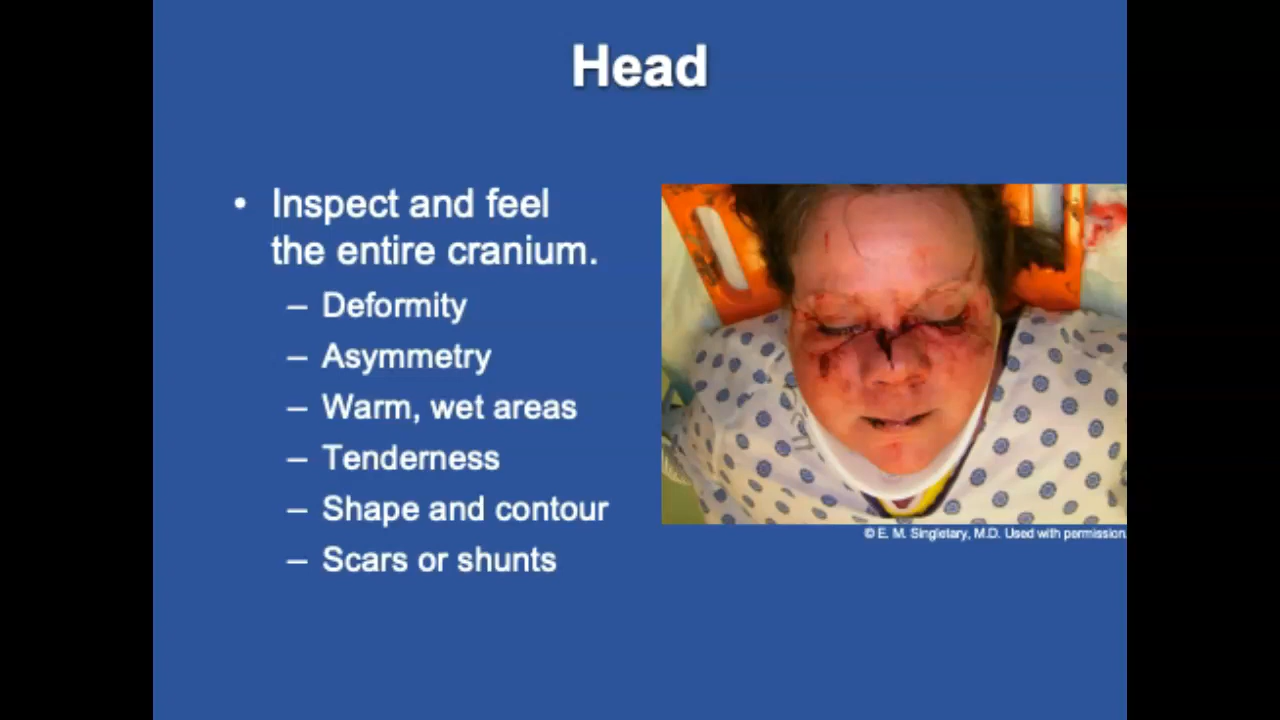 Head
• Inspect and feel
the entire cranium.
– Deformity
– Asymmetry
– Warm, wet areas
– Tenderness
– Shape and contour
– Scars or shunts
© E. M. Singletary, M.D. Used with permission.